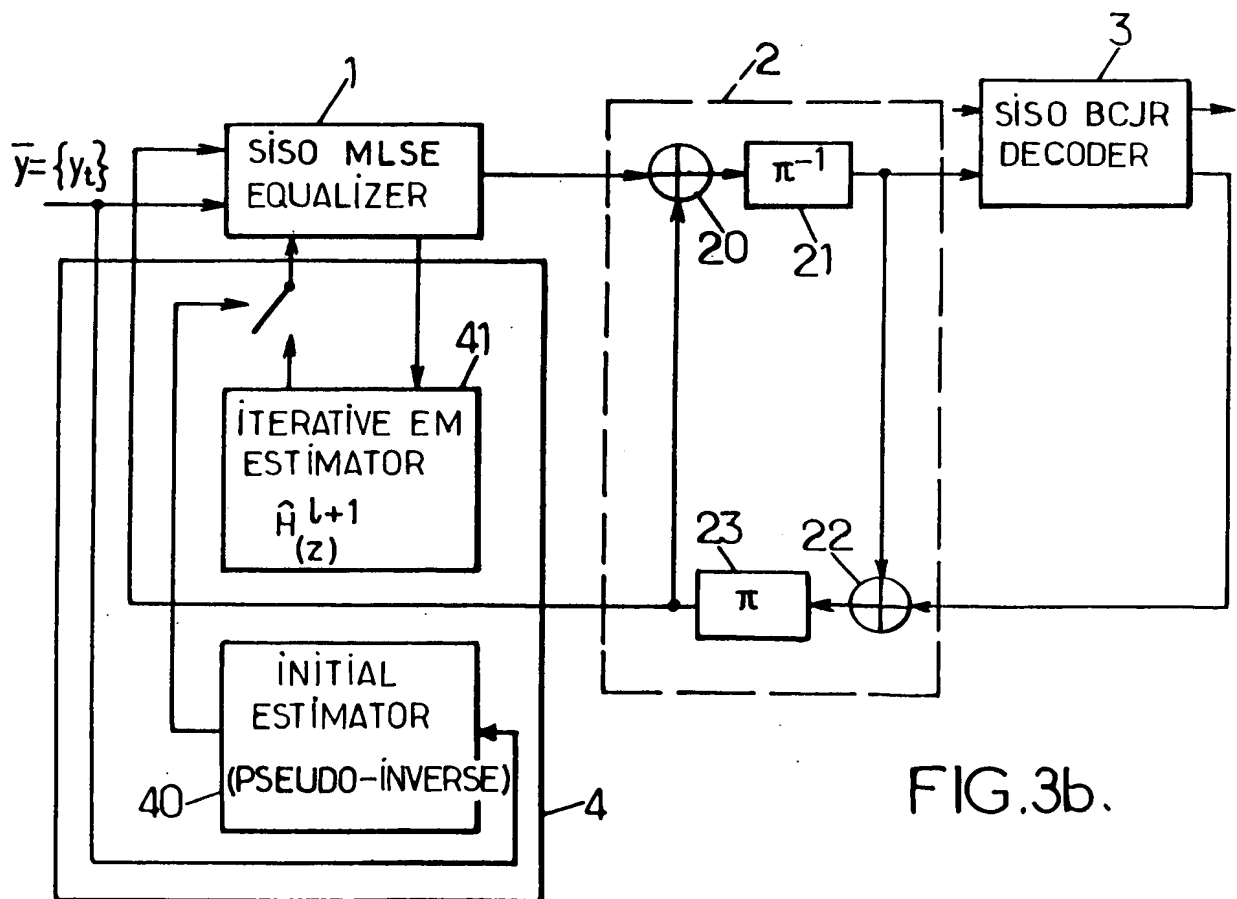 1
SISO MLSE
EQUALIZER
y̅={yₜ}
2
20
π⁻¹
21
3
SISO BCJR
DECODER
41
ITERATIVE EM
ESTIMATOR
Ĥ l+1
(z)
23
π
22
INITIAL
ESTIMATOR
(PSEUDO-INVERSE)
40
4
FIG.3b.